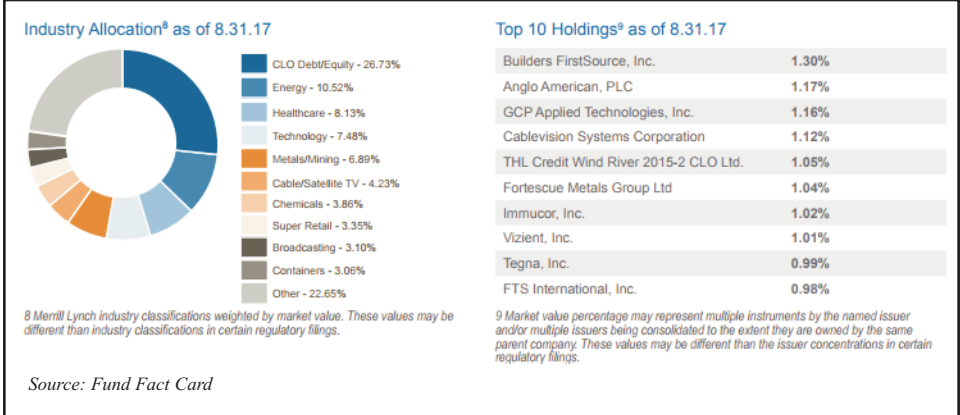 Industry Allocation⁸ as of 8.31.17
CLO Debt/Equity - 26.73%
Energy - 10.52%
Healthcare - 8.13%
Technology - 7.48%
Metals/Mining - 6.89%
Cable/Satellite TV - 4.23%
Chemicals - 3.86%
Super Retail - 3.35%
Broadcasting - 3.10%
Containers - 3.06%
Other - 22.65%
8 Merrill Lynch industry classifications weighted by market value. These values may be
different than industry classifications in certain regulatory filings.
Top 10 Holdings⁹ as of 8.31.17
Builders FirstSource, Inc. 1.30%
Anglo American, PLC 1.17%
GCP Applied Technologies, Inc. 1.16%
Cablevision Systems Corporation 1.12%
THL Credit Wind River 2015-2 CLO Ltd. 1.05%
Fortescue Metals Group Ltd 1.04%
Immucor, Inc. 1.02%
Vizient, Inc. 1.01%
Tegna, Inc. 0.99%
FTS International, Inc. 0.98%
9 Market value percentage may represent multiple instruments by the named issuer
and/or multiple issuers being consolidated to the extent they are owned by the same
parent company. These values may be different than the issuer concentrations in certain
regulatory filings.
Source: Fund Fact Card